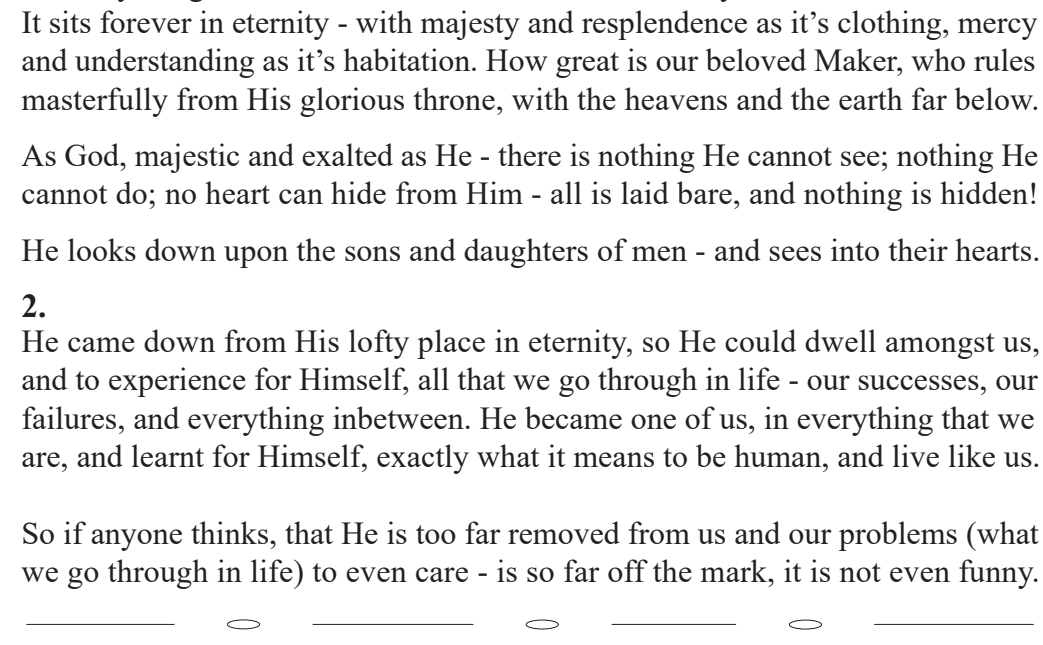 It sits forever in eternity - with majesty and resplendence as it’s clothing, mercy
and understanding as it’s habitation. How great is our beloved Maker, who rules
masterfully from His glorious throne, with the heavens and the earth far below.
As God, majestic and exalted as He - there is nothing He cannot see; nothing He
cannot do; no heart can hide from Him - all is laid bare, and nothing is hidden!
He looks down upon the sons and daughters of men - and sees into their hearts.
2.
He came down from His lofty place in eternity, so He could dwell amongst us,
and to experience for Himself, all that we go through in life - our successes, our
failures, and everything inbetween. He became one of us, in everything that we
are, and learnt for Himself, exactly what it means to be human, and live like us.
So if anyone thinks, that He is too far removed from us and our problems (what
we go through in life) to even care - is so far off the mark, it is not even funny.